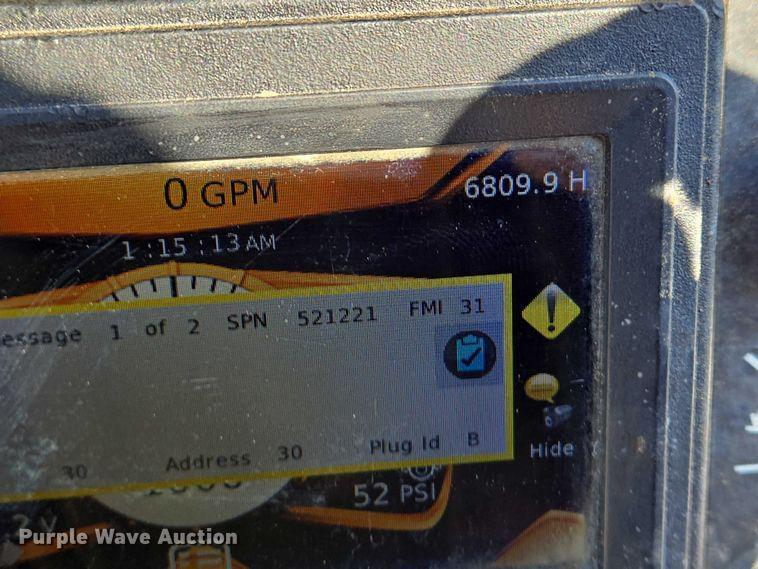 0 GPM
6809.9 H
1:15:13 AM
essage 1 of 2 SPN 521221 FMI 31
30 Address 30 Plug Id B
Hide
52 PSI
Purple Wave Auction